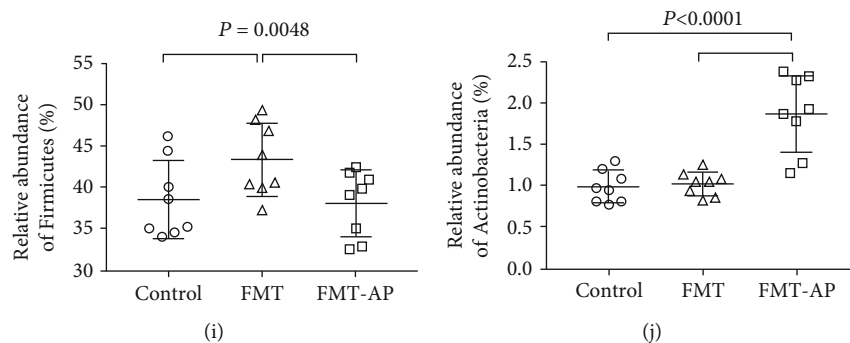 P = 0.0048
Relative abundance
of Firmicutes (%)
55
50
45
40
35
30
Control
FMT
FMT-AP
(i)
P<0.0001
Relative abundance
of Actinobacteria (%)
2.5
2.0
1.5
1.0
0.5
0.0
Control
FMT
FMT-AP
(j)